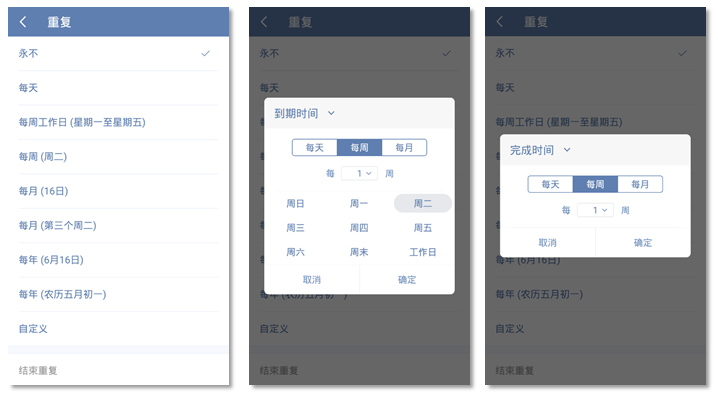 重复
永不
每天
每周工作日 (星期一至星期五)
每周 (周二)
每月 (16日)
每月 (第三个周二)
每年 (6月16日)
每年 (农历五月初一)
自定义
结束重复
重复
永不
每天
到期时间
每天 每周 每月
每 1 周
周日 周一 周二
周三 周四 周五
周六 周末 工作日
取消 确定
每年 (农历五月初一)
自定义
结束重复
重复
永不
每天
每周工作日 (星期一至星期五)
完成时间
每天 每周 每月
每 1 周
取消 确定
每年 (6月16日)
每年 (农历五月初一)
自定义
结束重复